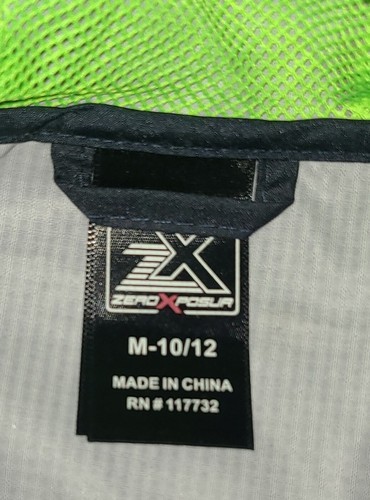 ZX
ZEROXPOSUR
M-10/12
MADE IN CHINA
RN # 117732